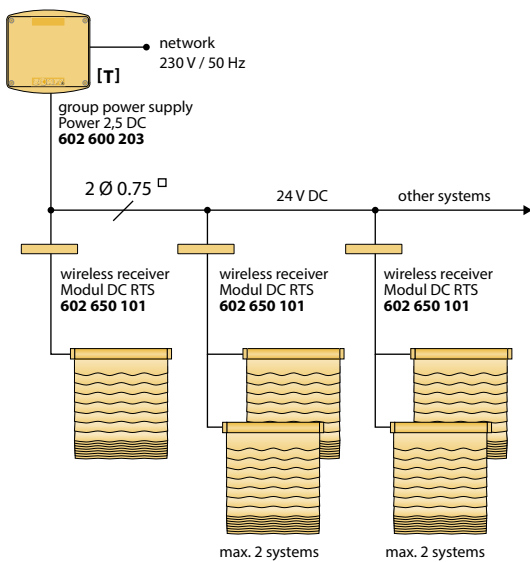 network
230 V / 50 Hz
[T]
group power supply
Power 2,5 DC
602 600 203
2 Ø 0.75 □
24 V DC
other systems
wireless receiver
Modul DC RTS
602 650 101
wireless receiver
Modul DC RTS
602 650 101
wireless receiver
Modul DC RTS
602 650 101
max. 2 systems
max. 2 systems